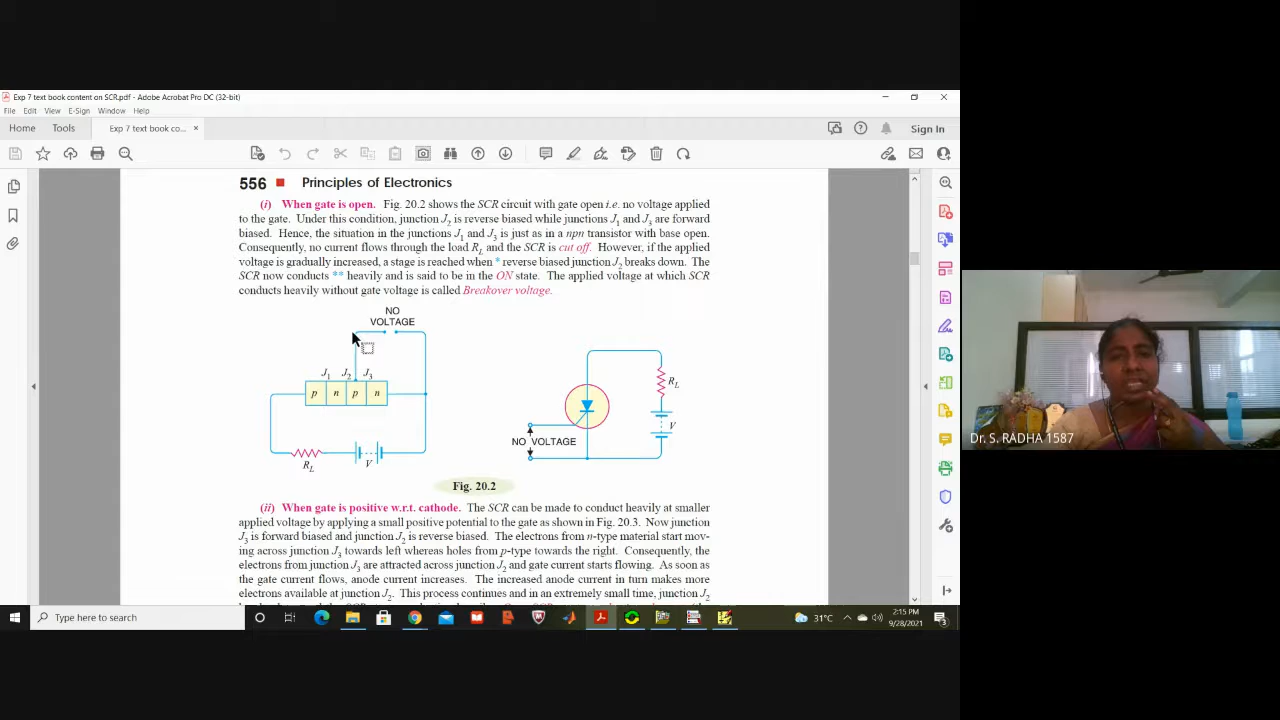 Exp 7 text book content on SCR.pdf - Adobe Acrobat Pro DC (32-bit)
File Edit View E-Sign Window Help
Home Tools Exp 7 text book co... × Sign In
556 ■ Principles of Electronics
(i) When gate is open. Fig. 20.2 shows the SCR circuit with gate open i.e. no voltage applied
to the gate. Under this condition, junction J2 is reverse biased while junctions J1 and J3 are forward
biased. Hence, the situation in the junctions J1 and J3 is just as in a npn transistor with base open.
Consequently, no current flows through the load RL and the SCR is cut off. However, if the applied
voltage is gradually increased, a stage is reached when * reverse biased junction J2 breaks down. The
SCR now conducts ** heavily and is said to be in the ON state. The applied voltage at which SCR
conducts heavily without gate voltage is called Breakover voltage.
NO
VOLTAGE
J1 J2 J3
p n p n
RL V
RL
V
NO VOLTAGE
Fig. 20.2
(ii) When gate is positive w.r.t. cathode. The SCR can be made to conduct heavily at smaller
applied voltage by applying a small positive potential to the gate as shown in Fig. 20.3. Now junction
J3 is forward biased and junction J2 is reverse biased. The electrons from n-type material start mov-
ing across junction J3 towards left whereas holes from p-type towards the right. Consequently, the
electrons from junction J3 are attracted across junction J2 and gate current starts flowing. As soon as
the gate current flows, anode current increases. The increased anode current in turn makes more
electrons available at junction J2. This process continues and in an extremely small time, junction J2
Dr. S. RADHA 1587
Type here to search
31°C
2:15 PM
9/28/2021
3